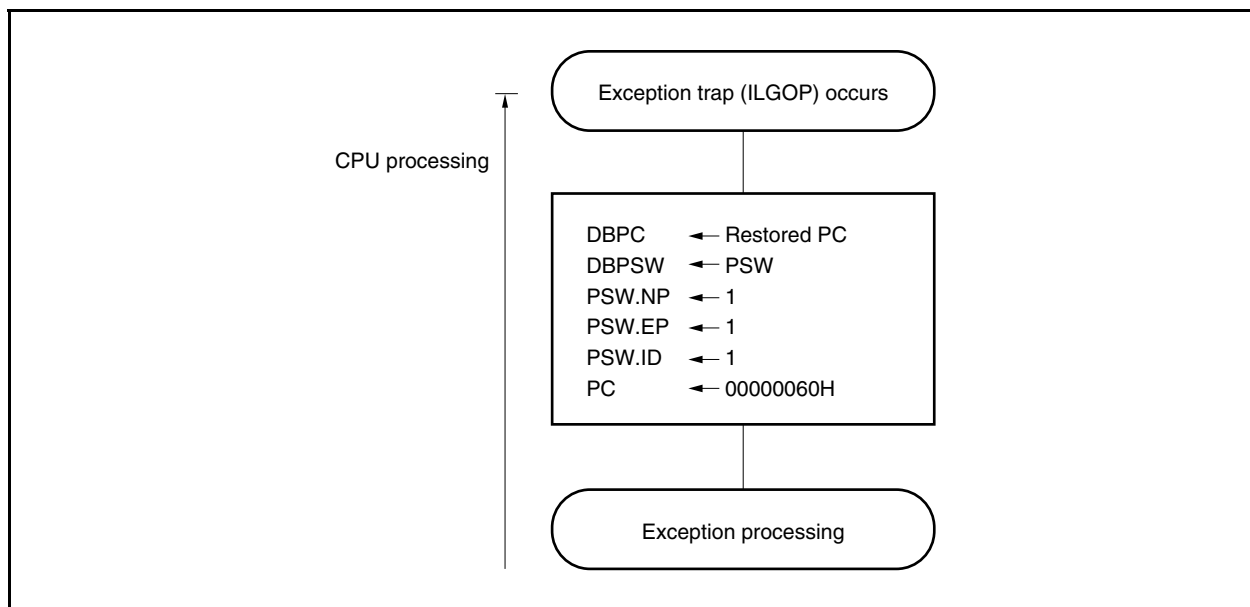 Exception trap (ILGOP) occurs
CPU processing
DBPC ← Restored PC
DBPSW ← PSW
PSW.NP ← 1
PSW.EP ← 1
PSW.ID ← 1
PC ← 00000060H
Exception processing